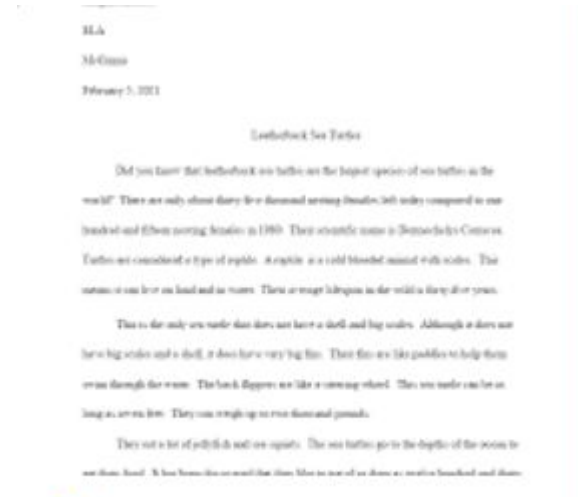 8LA
McGinnis
February 5, 2002
Leatherback Sea Turtles
Did you know that leatherback sea turtles are the largest species of sea turtles in the
world? There are only about thirty five thousand nesting females left today compared to one
hundred and fifteen nesting females in 1980. Their scientific name is Dermochelys Coriacea.
Turtles are considered a type of reptile. A reptile is a cold blooded animal with scales. This
means it can live on land and in water. Their average lifespan in the wild is thirty five years.
This is the only sea turtle that does not have a shell and big scales. Although it does not
have big scales and a shell, it does have very big fins. Their fins are like paddles to help them
swim through the water. The back flippers are like a steering wheel. This sea turtle can be as
long as seven feet. They can weigh up to two thousand pounds.
They eat a lot of jellyfish and sea squirts. The sea turtles go to the depths of the ocean to